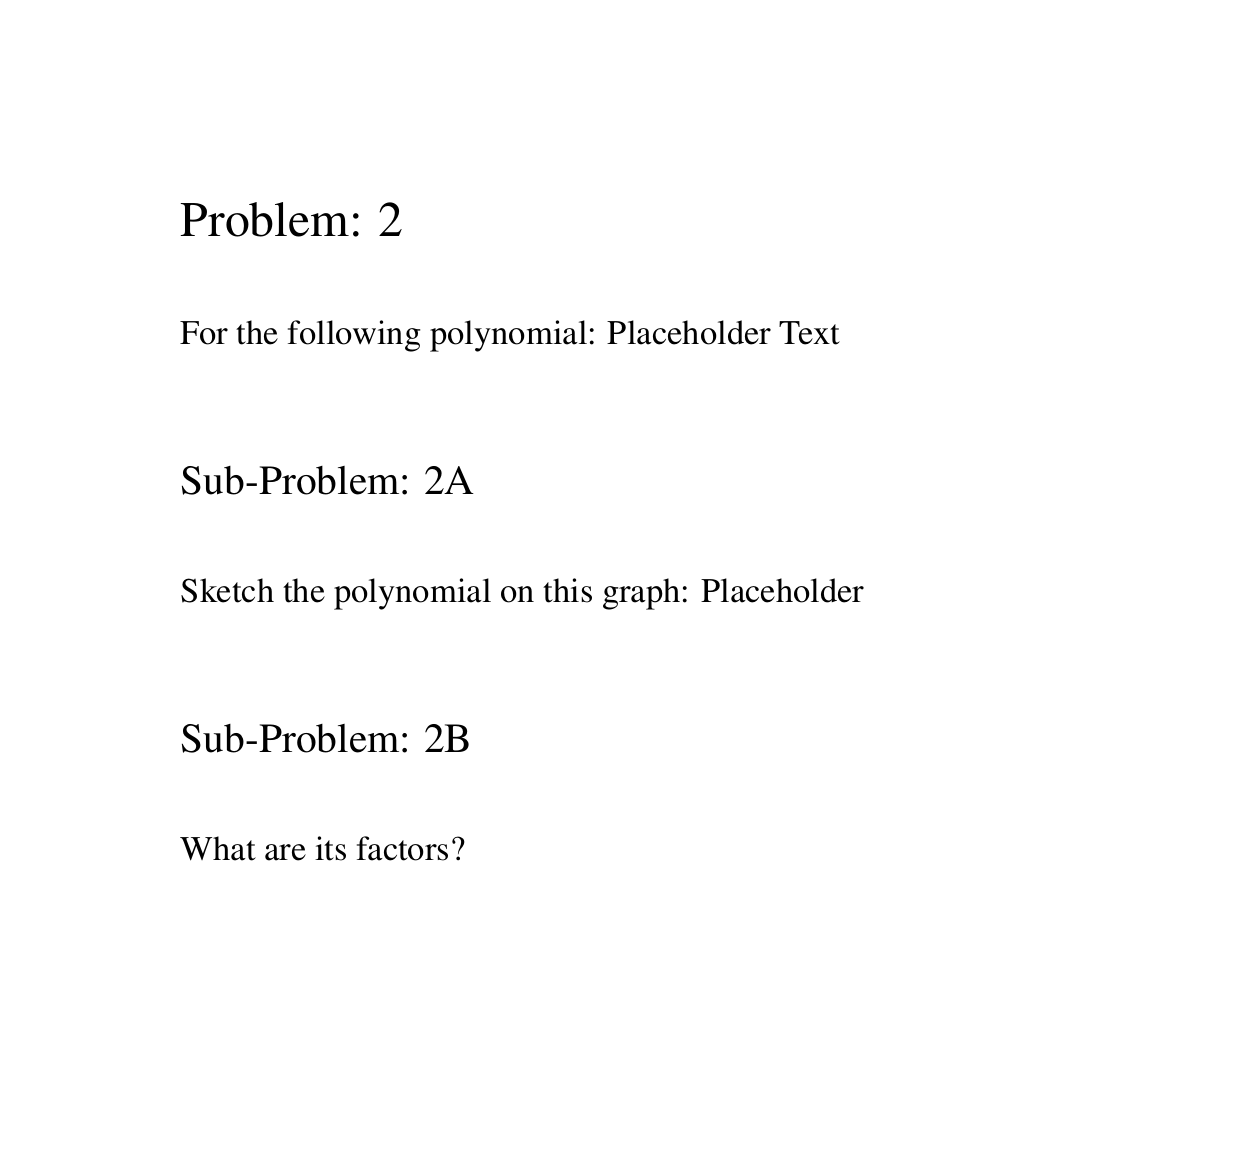 Problem: 2
For the following polynomial: Placeholder Text
Sub-Problem: 2A
Sketch the polynomial on this graph: Placeholder
Sub-Problem: 2B
What are its factors?